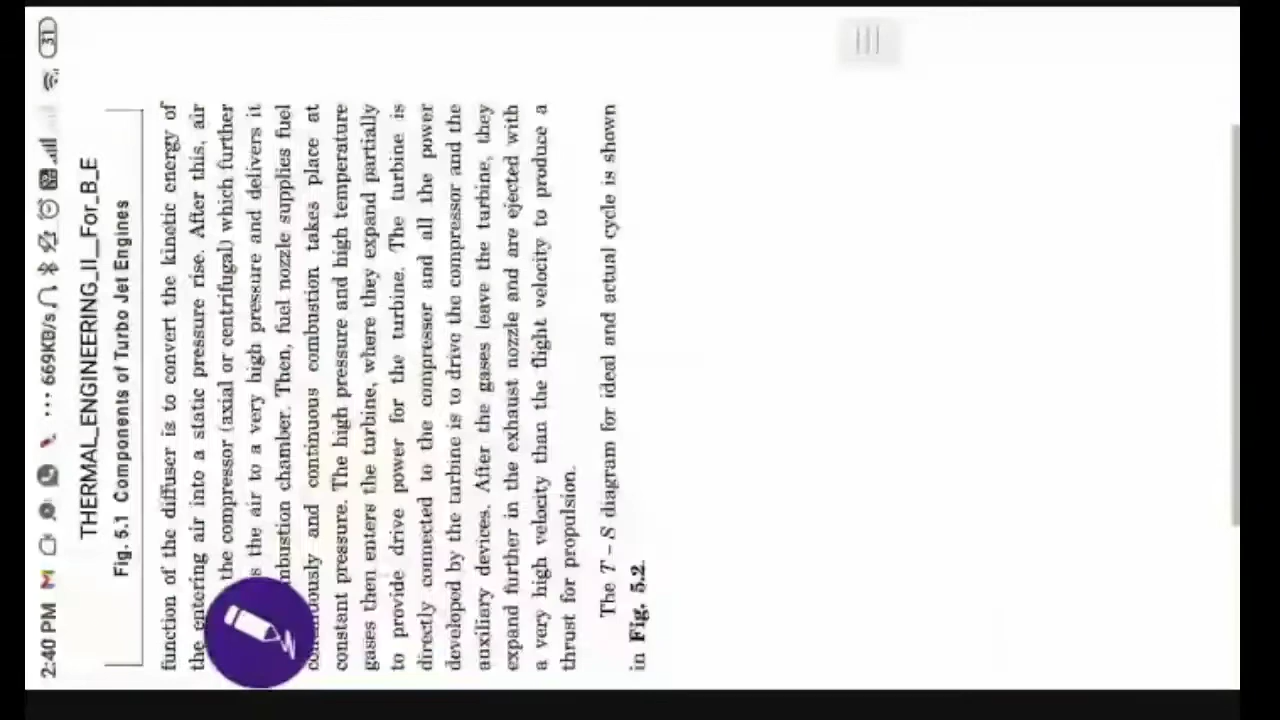 2:40 PM ... 669KB/s 31
THERMAL_ENGINEERING_II__For_B_E
Fig. 5.1 Components of Turbo Jet Engines
function of the diffuser is to convert the kinetic energy of
the entering air into a static pressure rise. After this, air
the compressor (axial or centrifugal) which further
the air to a very high pressure and delivers it
chamber. Then, fuel nozzle supplies fuel
and continuous combustion takes place at
constant pressure. The high pressure and high temperature
gases then enters the turbine, where they expand partially
to provide drive power for the turbine. The turbine is
directly connected to the compressor and all the power
developed by the turbine is to drive the compressor and the
auxiliary devices. After the gases leave the turbine, they
expand further in the exhaust nozzle and are ejected with
a very high velocity than the flight velocity to produce a
thrust for propulsion.
The T – S diagram for ideal and actual cycle is shown
in Fig. 5.2.